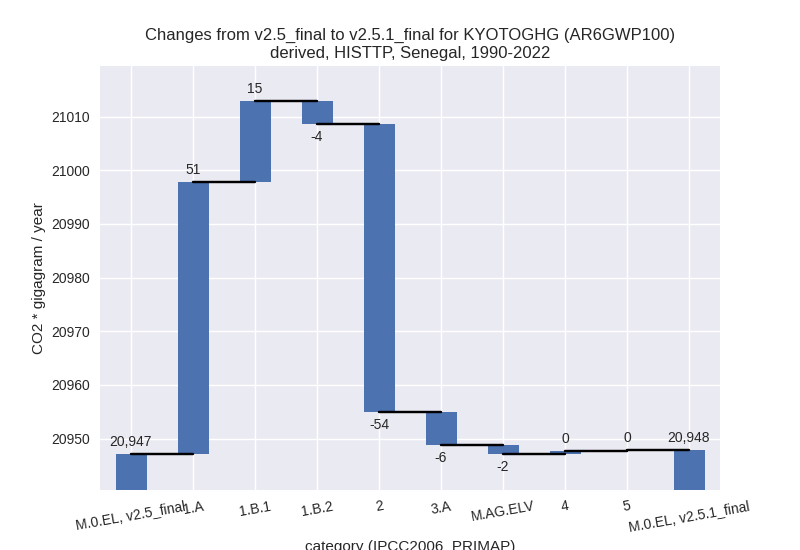 Changes from v2.5_final to v2.5.1_final for KYOTOGHG (AR6GWP100)
derived, HISTTP, Senegal, 1990-2022
CO2 * gigagram / year
21010
21000
20990
20980
20970
20960
20950
20,947
51
15
-4
-54
-6
-2
0
0
20,948
M.0.EL, v2.5_final
1.A
1.B.1
1.B.2
2
3.A
M.AG.ELV
4
5
M.0.EL, v2.5.1_final
category (IPCC2006_PRIMAP)